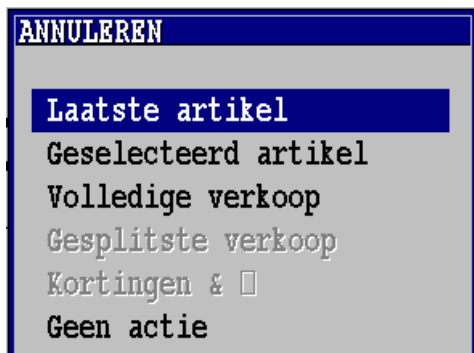 ANNULEREN
Laatste artikel
Geselecteerd artikel
Volledige verkoop
Gesplitste verkoop
Kortingen & □
Geen actie